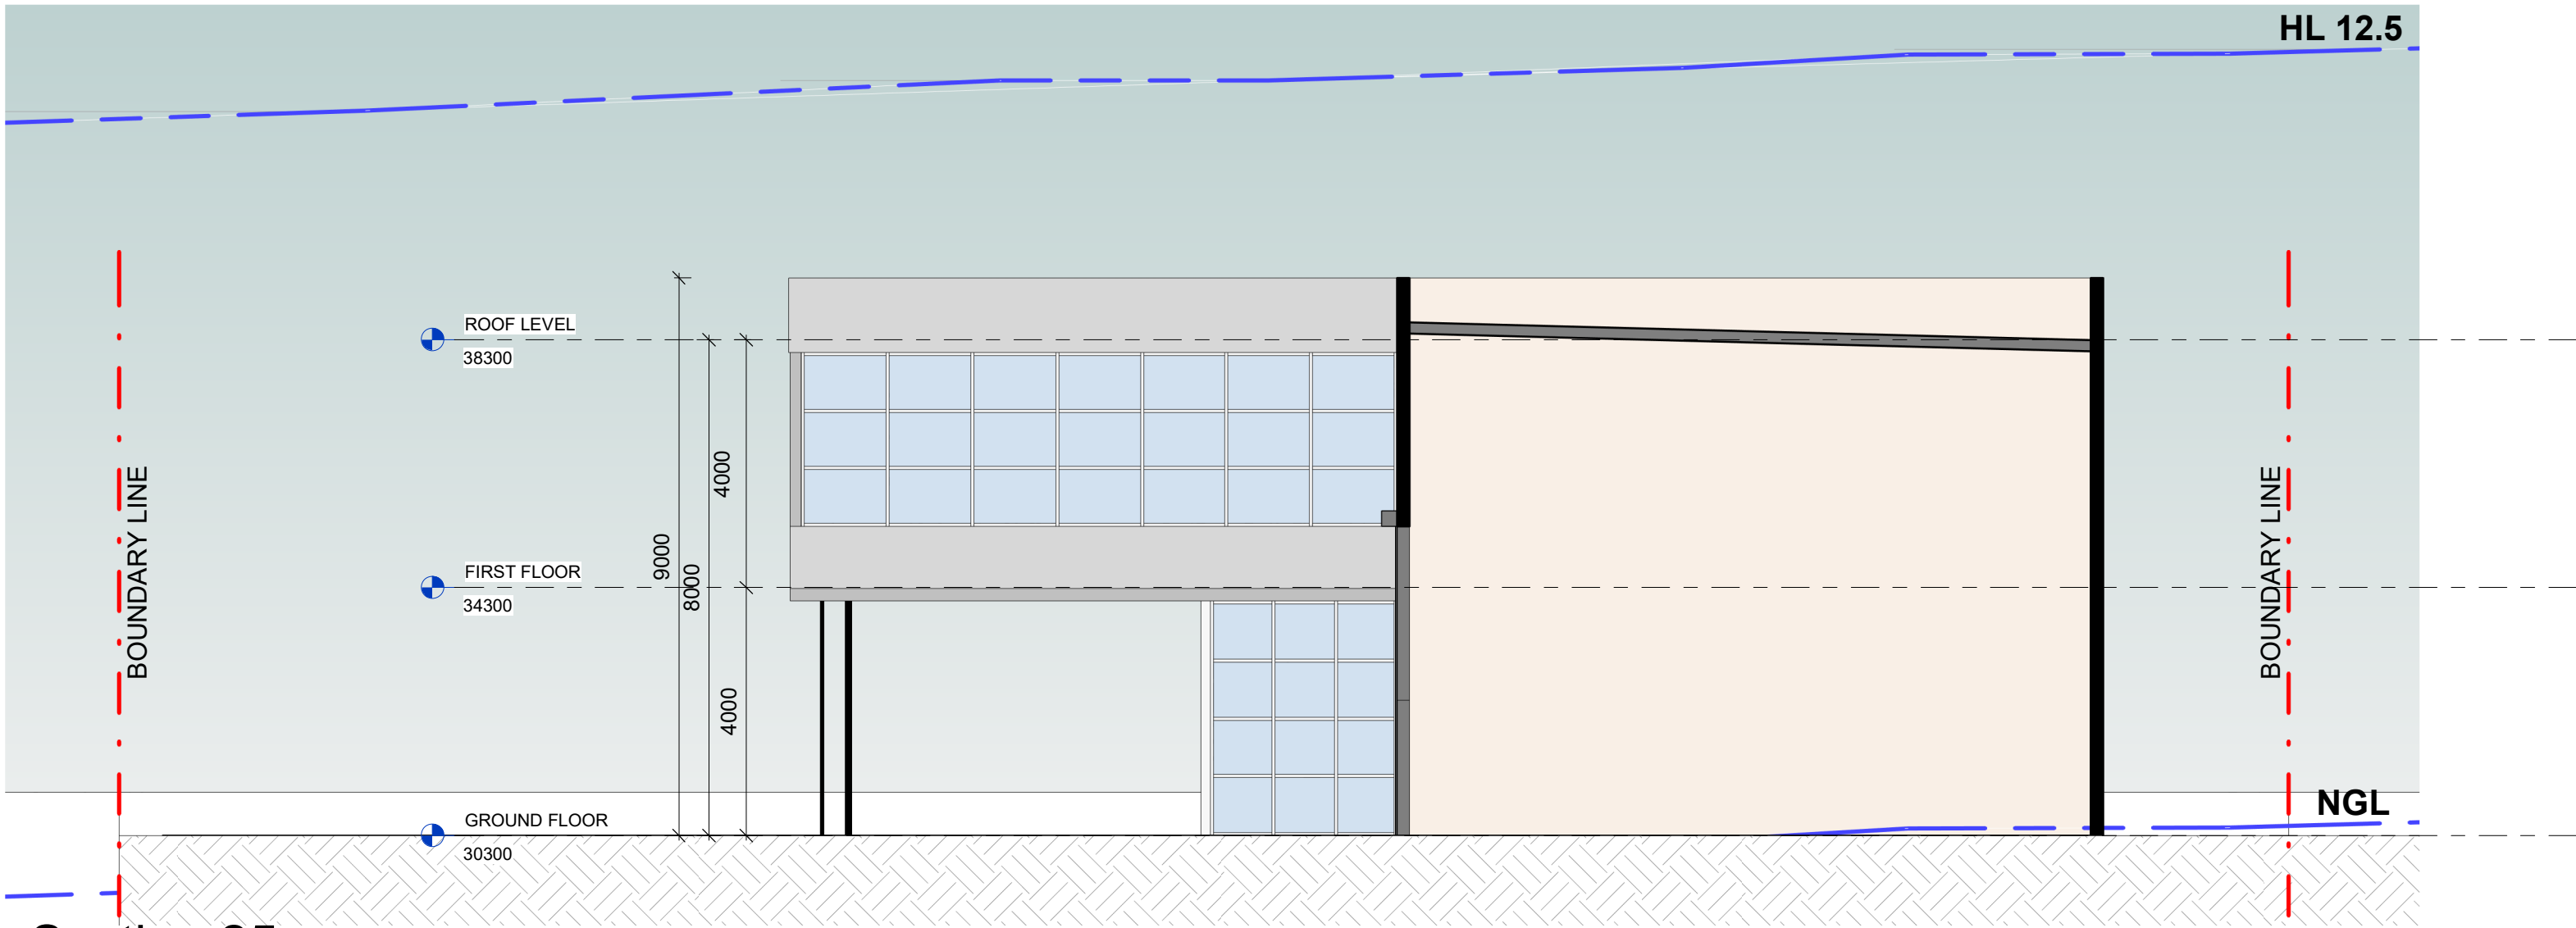 HL 12.5
ROOF LEVEL
38300
4000
BOUNDARY LINE
BOUNDARY LINE
9000
8000
FIRST FLOOR
34300
4000
NGL
GROUND FLOOR
30300